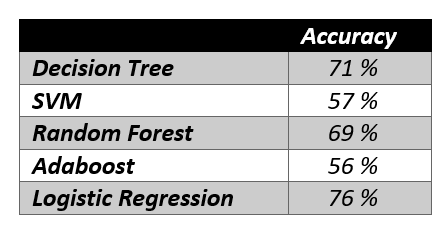 Accuracy
Decision Tree 71 %
SVM 57 %
Random Forest 69 %
Adaboost 56 %
Logistic Regression 76 %